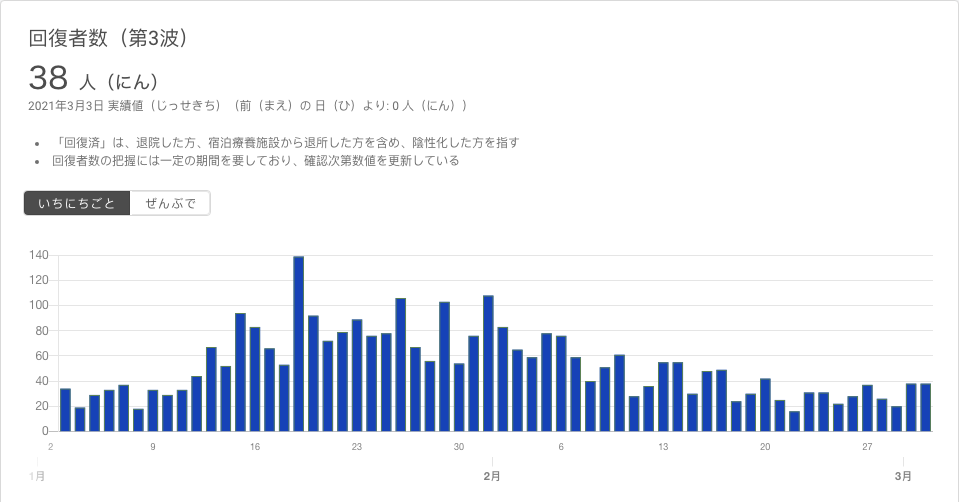 回復者数（第3波）
38 人（にん）
2021年3月3日 実績値（じっせきち）（前（まえ）の 日（ひ）より: 0 人（にん））
• 「回復済」は、退院した方、宿泊療養施設から退所した方を含め、陰性化した方を指す
• 回復者数の把握には一定の期間を要しており、確認次第数値を更新している
いちにちごと ぜんぶで
140
120
100
80
60
40
20
0
2 9 16 23 30 6 13 20 27
1月 2月 3月